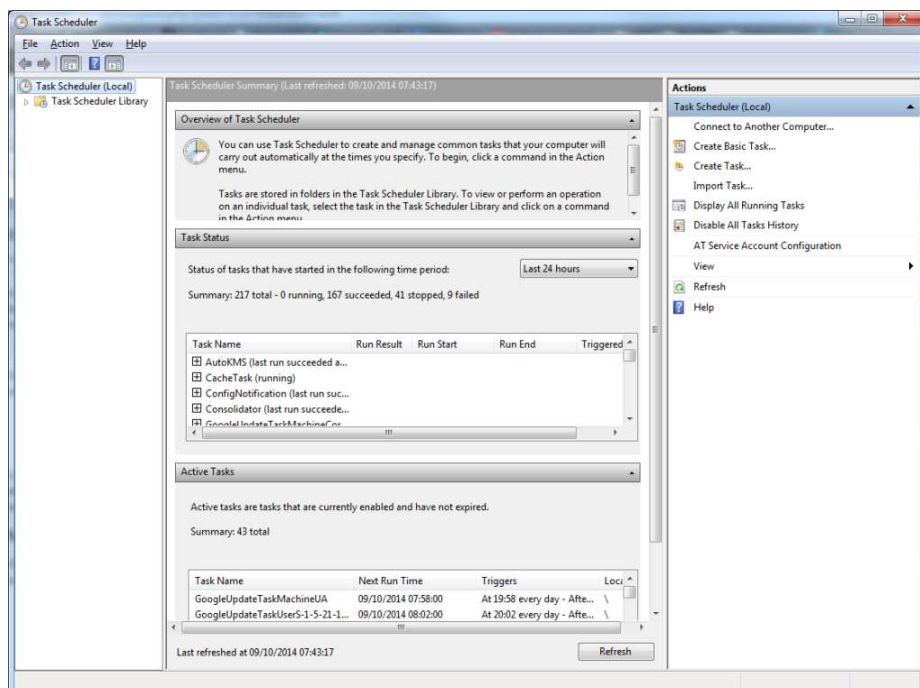 Task Scheduler
File Action View Help
Task Scheduler (Local)
Task Scheduler Library
Task Scheduler Summary (Last refreshed: 09/10/2014 07:43:17)
Overview of Task Scheduler
You can use Task Scheduler to create and manage common tasks that your computer will
carry out automatically at the times you specify. To begin, click a command in the Action
menu.
Tasks are stored in folders in the Task Scheduler Library. To view or perform an operation
on an individual task, select the task in the Task Scheduler Library and click on a command
in the Action menu
Task Status
Status of tasks that have started in the following time period:
Last 24 hours
Summary: 217 total - 0 running, 167 succeeded, 41 stopped, 9 failed
Task Name Run Result Run Start Run End Triggered
AutoKMS (last run succeeded a...
CacheTask (running)
ConfigNotification (last run suc...
Consolidator (last run succeede...
GoogleUpdateTaskMachineCor
Active Tasks
Active tasks are tasks that are currently enabled and have not expired.
Summary: 43 total
Task Name Next Run Time Triggers Loca
GoogleUpdateTaskMachineUA 09/10/2014 07:58:00 At 19:58 every day - Afte... \
GoogleUpdateTaskUserS-1-5-21-1... 09/10/2014 08:02:00 At 20:02 every day - Afte... \
Last refreshed at 09/10/2014 07:43:17
Refresh
Actions
Task Scheduler (Local)
Connect to Another Computer...
Create Basic Task...
Create Task...
Import Task...
Display All Running Tasks
Disable All Tasks History
AT Service Account Configuration
View
Refresh
Help